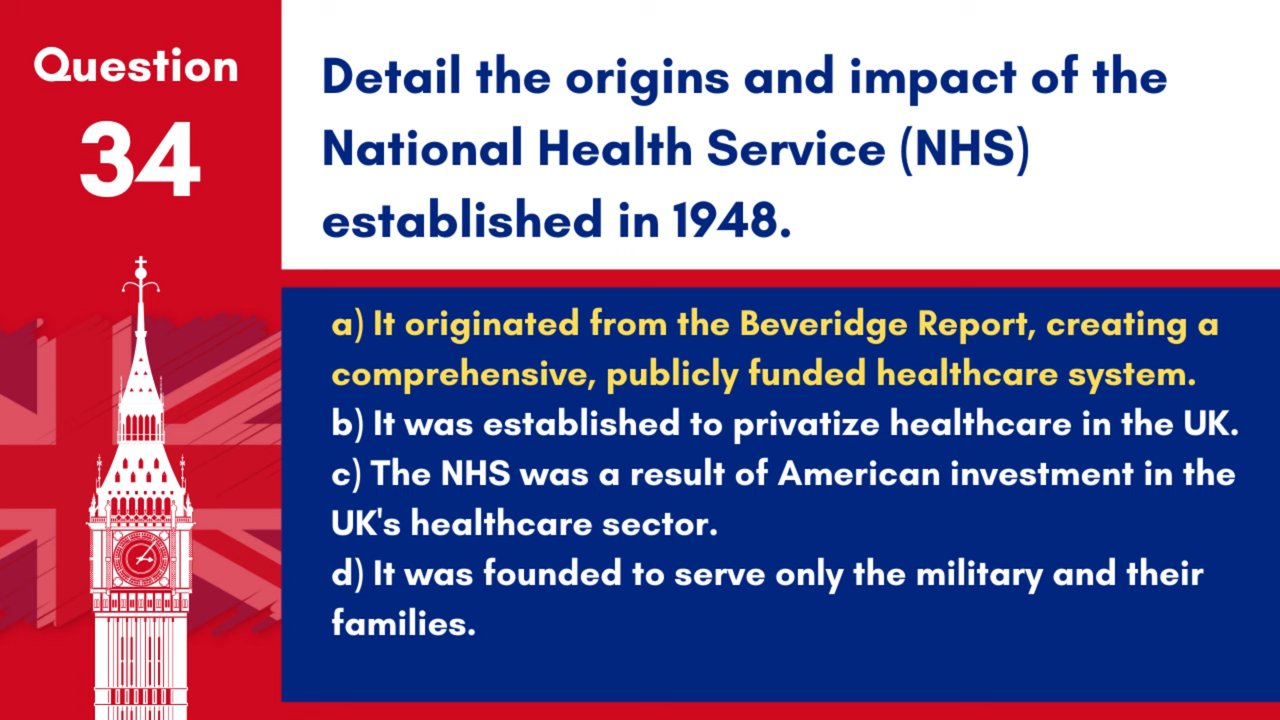 Question
34
Detail the origins and impact of the
National Health Service (NHS)
established in 1948.
a) It originated from the Beveridge Report, creating a
comprehensive, publicly funded healthcare system.
b) It was established to privatize healthcare in the UK.
c) The NHS was a result of American investment in the
UK's healthcare sector.
d) It was founded to serve only the military and their
families.